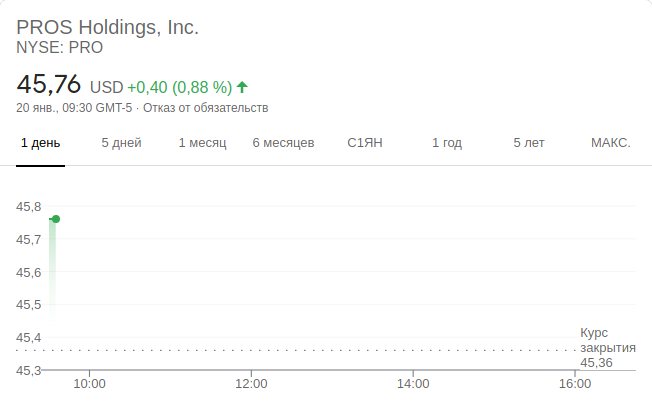 PROS Holdings, Inc.
NYSE: PRO
45,76 USD +0,40 (0,88 %)
20 янв., 09:30 GMT-5 · Отказ от обязательств
1 день 5 дней 1 месяц 6 месяцев С1ЯН 1 год 5 лет МАКС.
45,8
45,7
45,6
45,5
45,4
45,3
Курс
закрытия
45,36
10:00 12:00 14:00 16:00